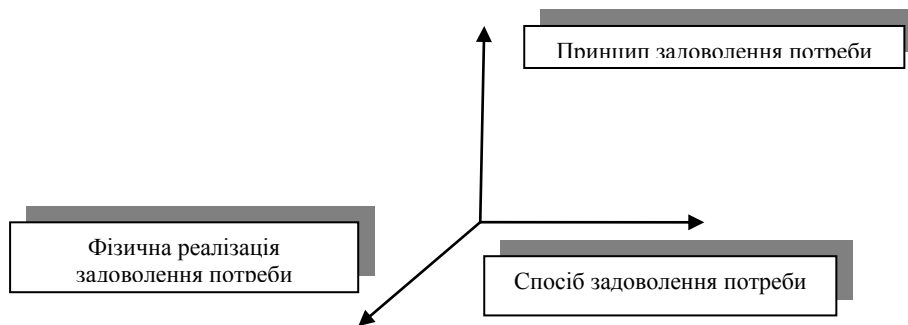 Принцип задоволення потреби
Фізична реалізація
задоволення потреби
Спосіб задоволення потреби